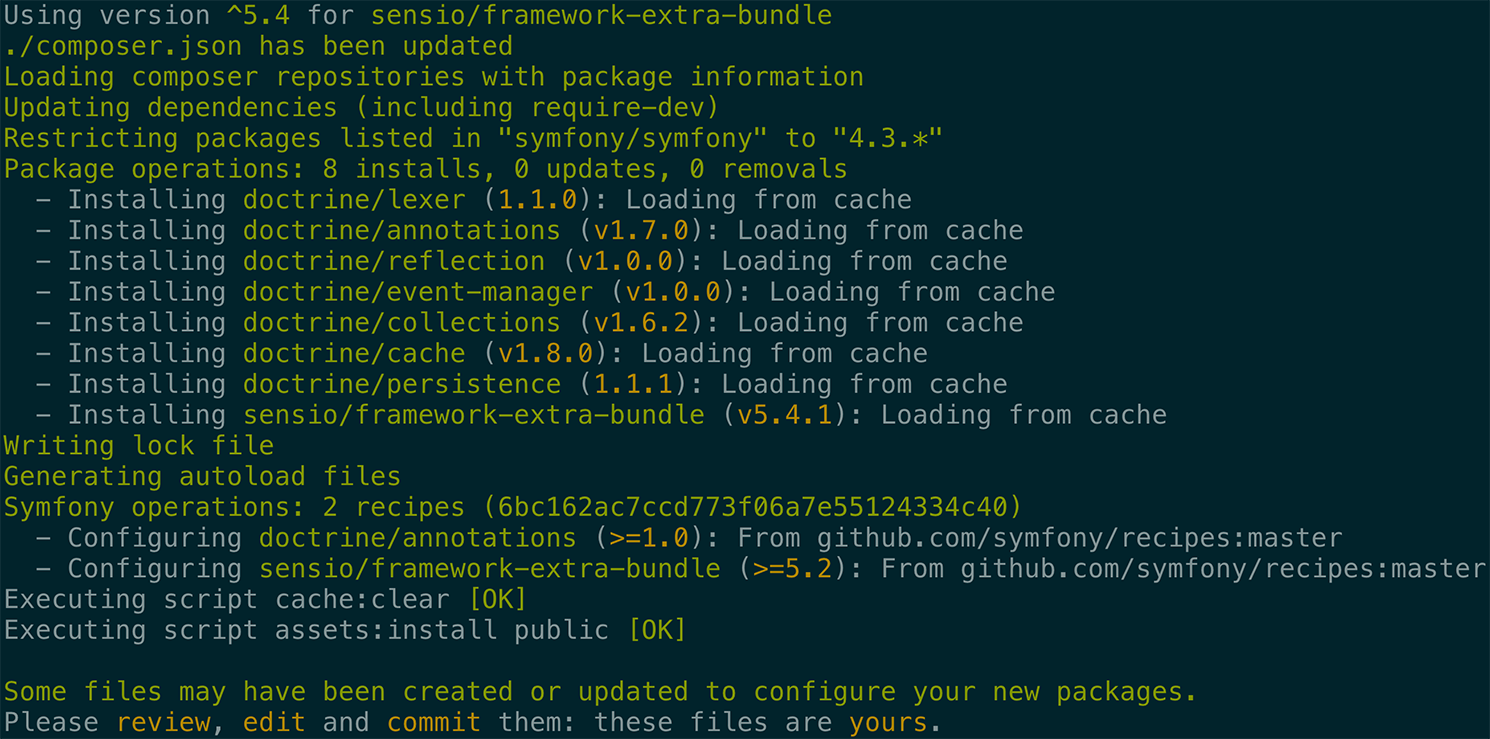 Using version ^5.4 for sensio/framework-extra-bundle
./composer.json has been updated
Loading composer repositories with package information
Updating dependencies (including require-dev)
Restricting packages listed in "symfony/symfony" to "4.3.*"
Package operations: 8 installs, 0 updates, 0 removals
  - Installing doctrine/lexer (1.1.0): Loading from cache
  - Installing doctrine/annotations (v1.7.0): Loading from cache
  - Installing doctrine/reflection (v1.0.0): Loading from cache
  - Installing doctrine/event-manager (v1.0.0): Loading from cache
  - Installing doctrine/collections (v1.6.2): Loading from cache
  - Installing doctrine/cache (v1.8.0): Loading from cache
  - Installing doctrine/persistence (1.1.1): Loading from cache
  - Installing sensio/framework-extra-bundle (v5.4.1): Loading from cache
Writing lock file
Generating autoload files
Symfony operations: 2 recipes (6bc162ac7ccd773f06a7e55124334c40)
  - Configuring doctrine/annotations (>=1.0): From github.com/symfony/recipes:master
  - Configuring sensio/framework-extra-bundle (>=5.2): From github.com/symfony/recipes:master
Executing script cache:clear [OK]
Executing script assets:install public [OK]
Some files may have been created or updated to configure your new packages.
Please review, edit and commit them: these files are yours.